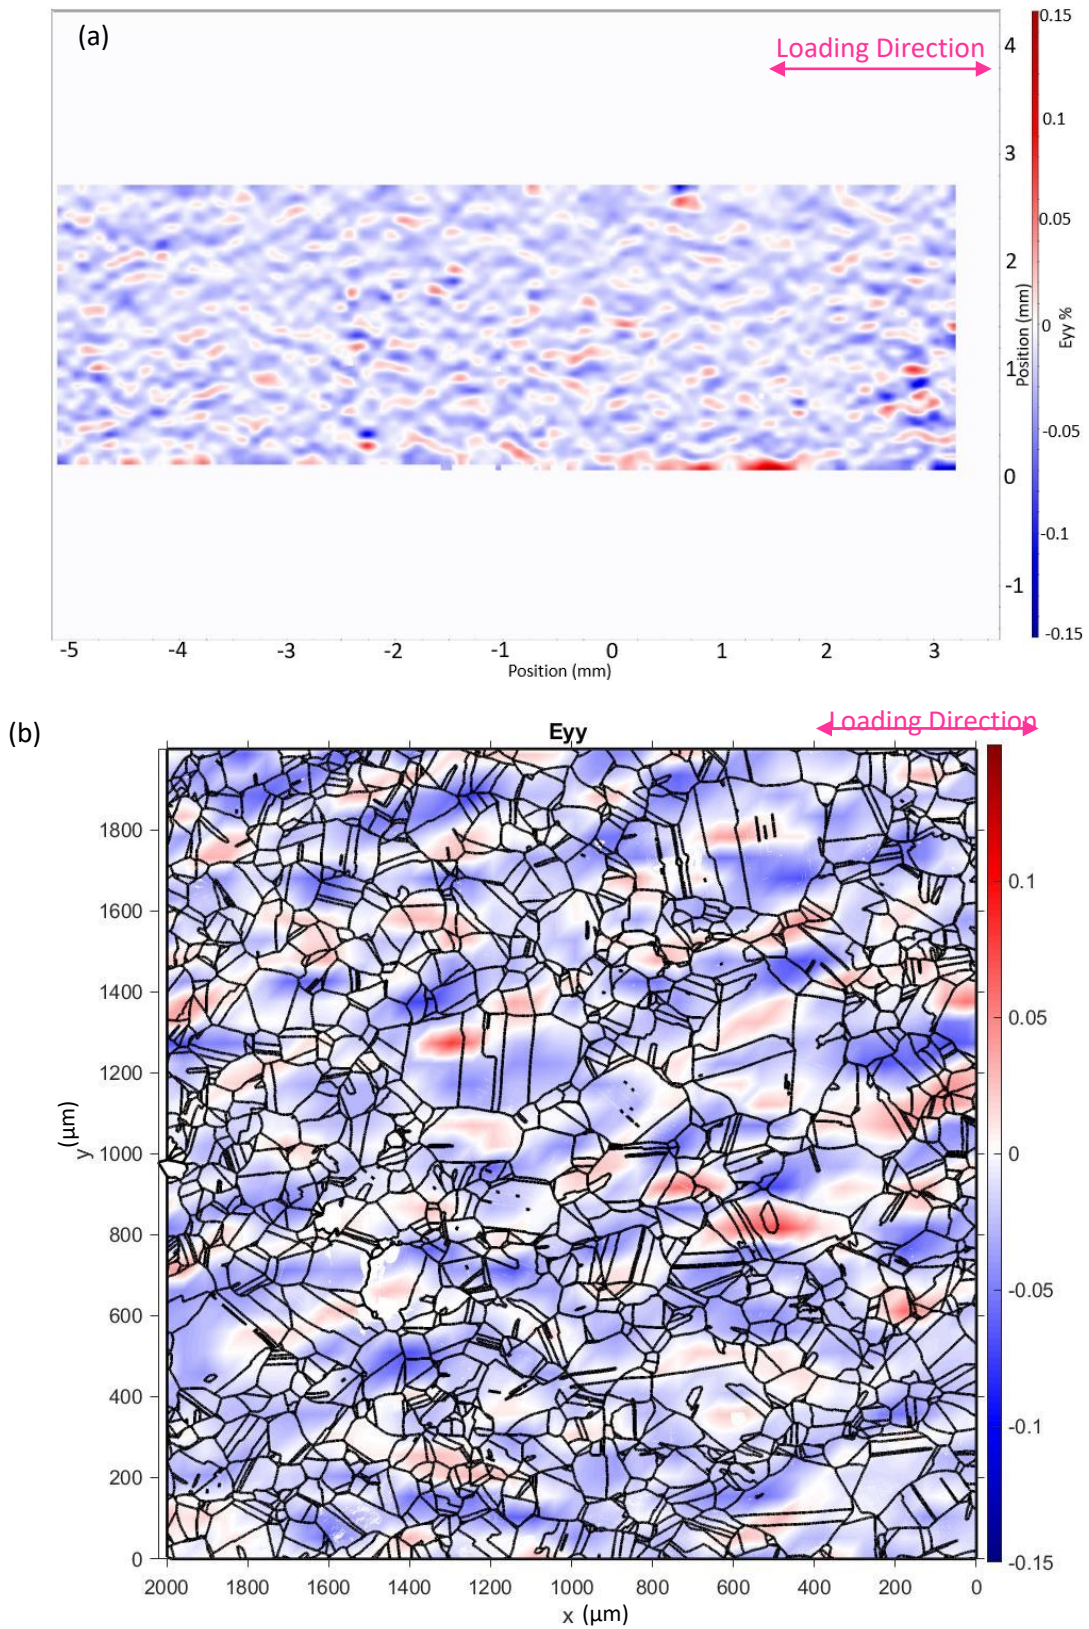 (a)
Loading Direction
0.15
4
0.1
3
0.05
2
Position (mm)
0
Eyy %
1
-0.05
0
-0.1
-1
-0.15
-5 -4 -3 -2 -1 0 1 2 3
Position (mm)
(b)
Loading Direction
Eyy
1800
0.1
1600
1400
0.05
1200
y (µm)
1000
0
800
-0.05
600
400
-0.1
200
0
-0.15
2000 1800 1600 1400 1200 1000 800 600 400 200 0
x (µm)